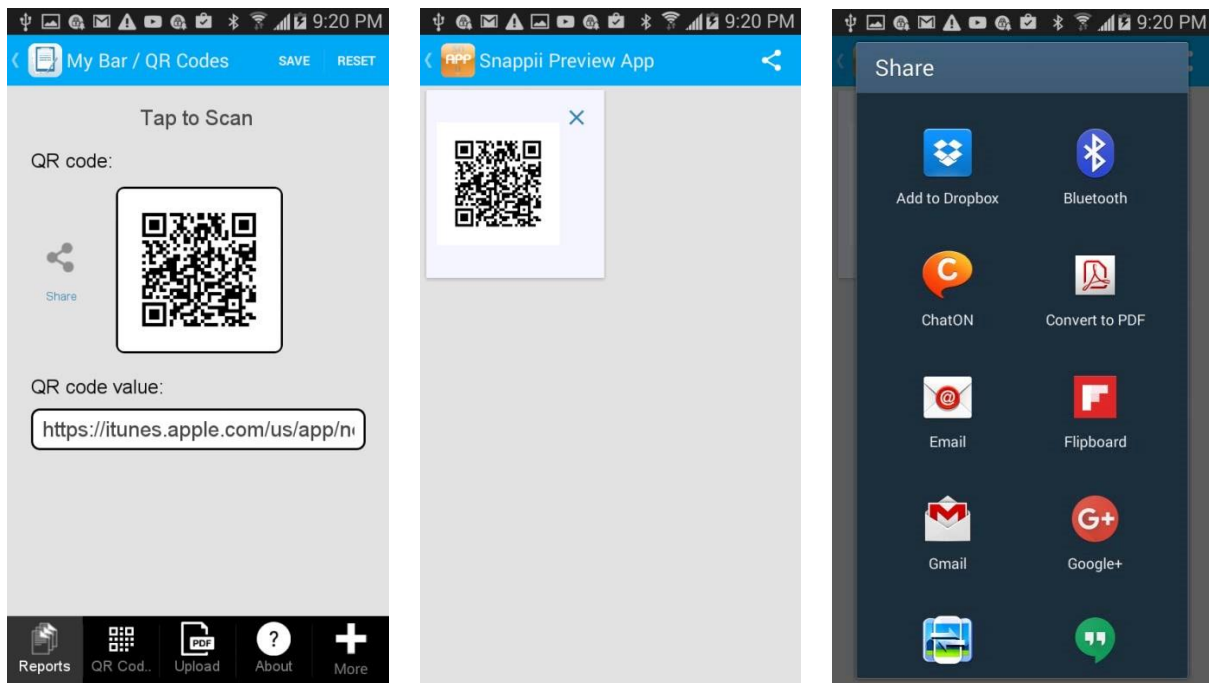 9:20 PM
My Bar / QR Codes SAVE RESET
Tap to Scan
QR code:
Share
QR code value:
https://itunes.apple.com/us/app/n
Reports QR Cod.. PDF Upload ? About More
9:20 PM
APP Snappii Preview App
9:20 PM
Share
Add to Dropbox Bluetooth
C
ChatON Convert to PDF
@
Email Flipboard
G+
Gmail Google+